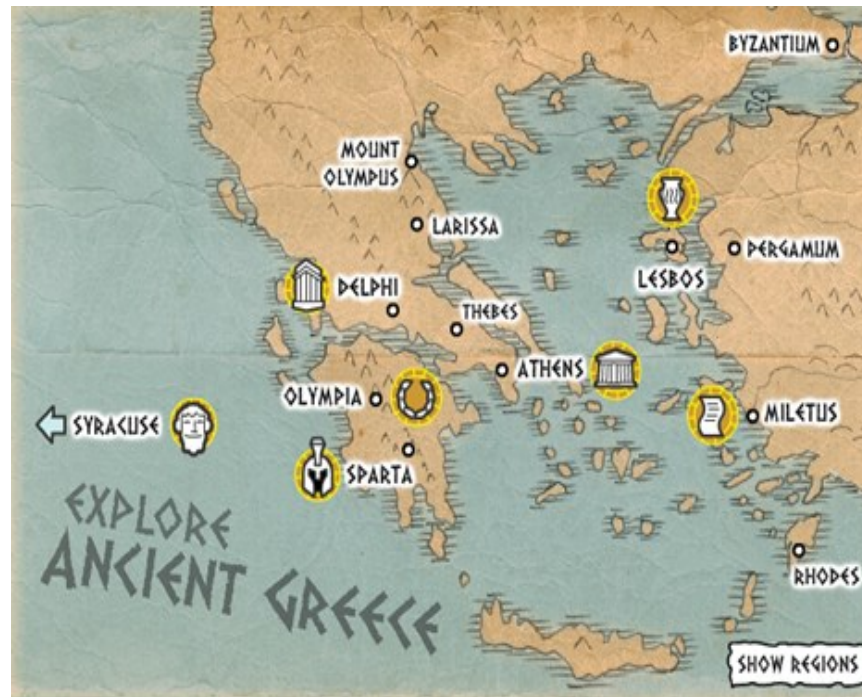 BYZANTIUM
MOUNT
OLYMPUS
LARISSA
PERGAMUM
LESBOS
DELPHI
THEBES
ATHENS
OLYMPIA
MILETUS
SYRACUSE
SPARTA
EXPLORE
ANCIENT GREECE
RHODES
SHOW REGIONS